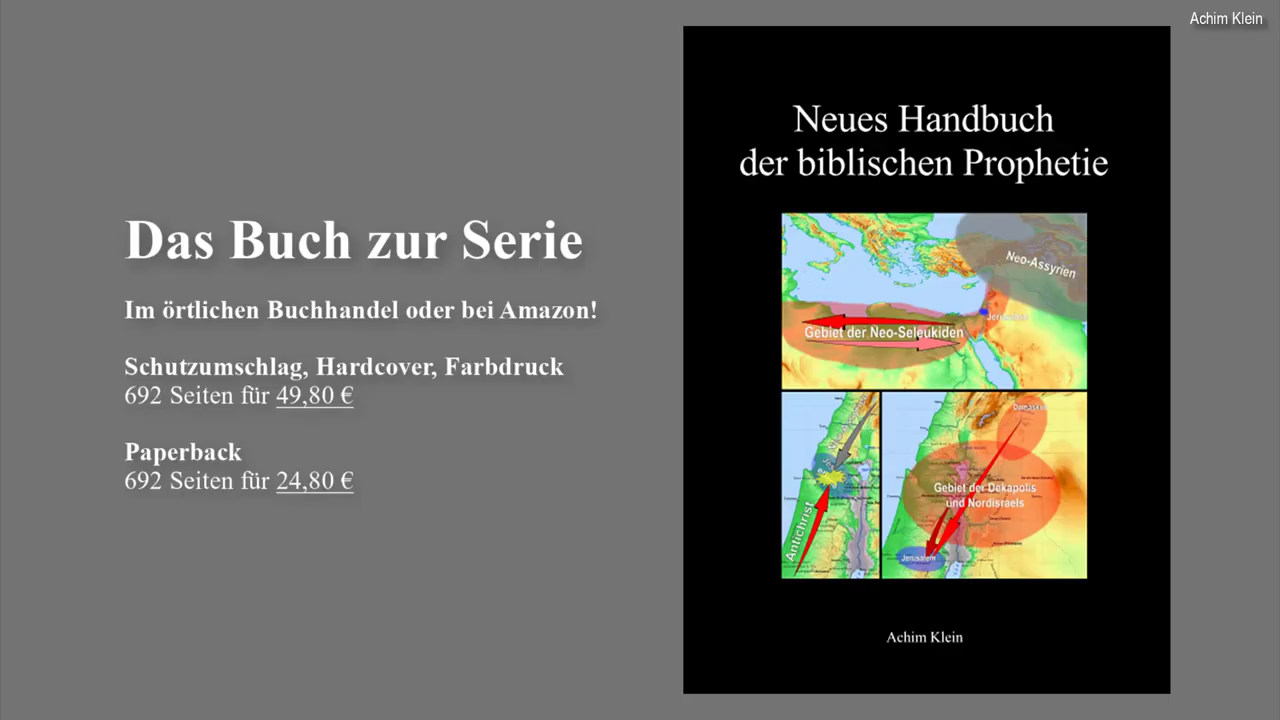 Achim Klein
Das Buch zur Serie
Im örtlichen Buchhandel oder bei Amazon!
Schutzumschlag, Hardcover, Farbdruck
692 Seiten für 49,80 €
Paperback
692 Seiten für 24,80 €
Neues Handbuch
der biblischen Prophetie
Neo-Assyrien
Jerusalem
Gebiet der Neo-Seleukiden
Damaskus
Gebiet der Dekapolis
und Nordisraels
Antichrist
Jerusalem
Achim Klein